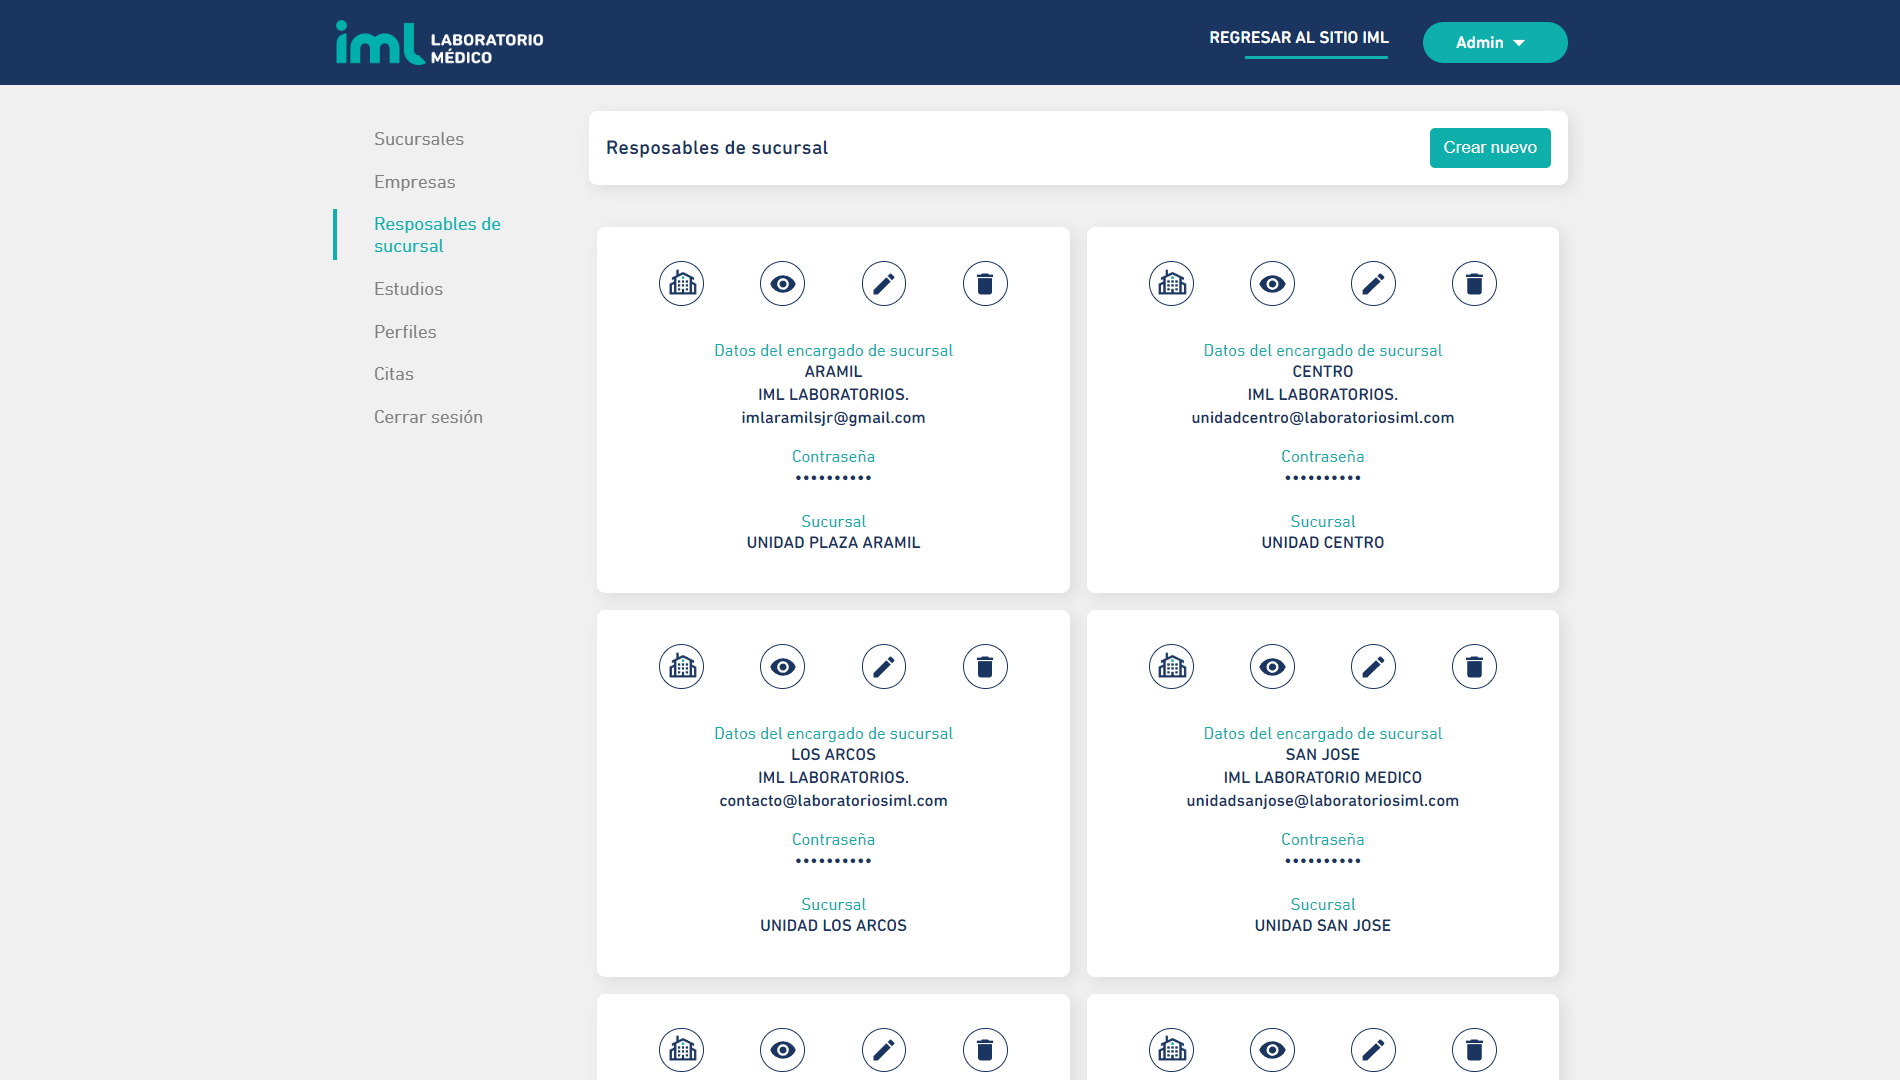 iml LABORATORIO
MÉDICO
REGRESAR AL SITIO IML
Admin
Sucursales
Empresas
Resposables de
sucursal
Estudios
Perfiles
Citas
Cerrar sesión
Resposables de sucursal
Crear nuevo
Datos del encargado de sucursal
ARAMIL
IML LABORATORIOS.
imlaramilsjr@gmail.com
Contraseña
••••••••••
Sucursal
UNIDAD PLAZA ARAMIL
Datos del encargado de sucursal
CENTRO
IML LABORATORIOS.
unidadcentro@laboratoriosiml.com
Contraseña
••••••••••
Sucursal
UNIDAD CENTRO
Datos del encargado de sucursal
LOS ARCOS
IML LABORATORIOS.
contacto@laboratoriosiml.com
Contraseña
••••••••••
Sucursal
UNIDAD LOS ARCOS
Datos del encargado de sucursal
SAN JOSE
IML LABORATORIO MEDICO
unidadsanjose@laboratoriosiml.com
Contraseña
••••••••••
Sucursal
UNIDAD SAN JOSE